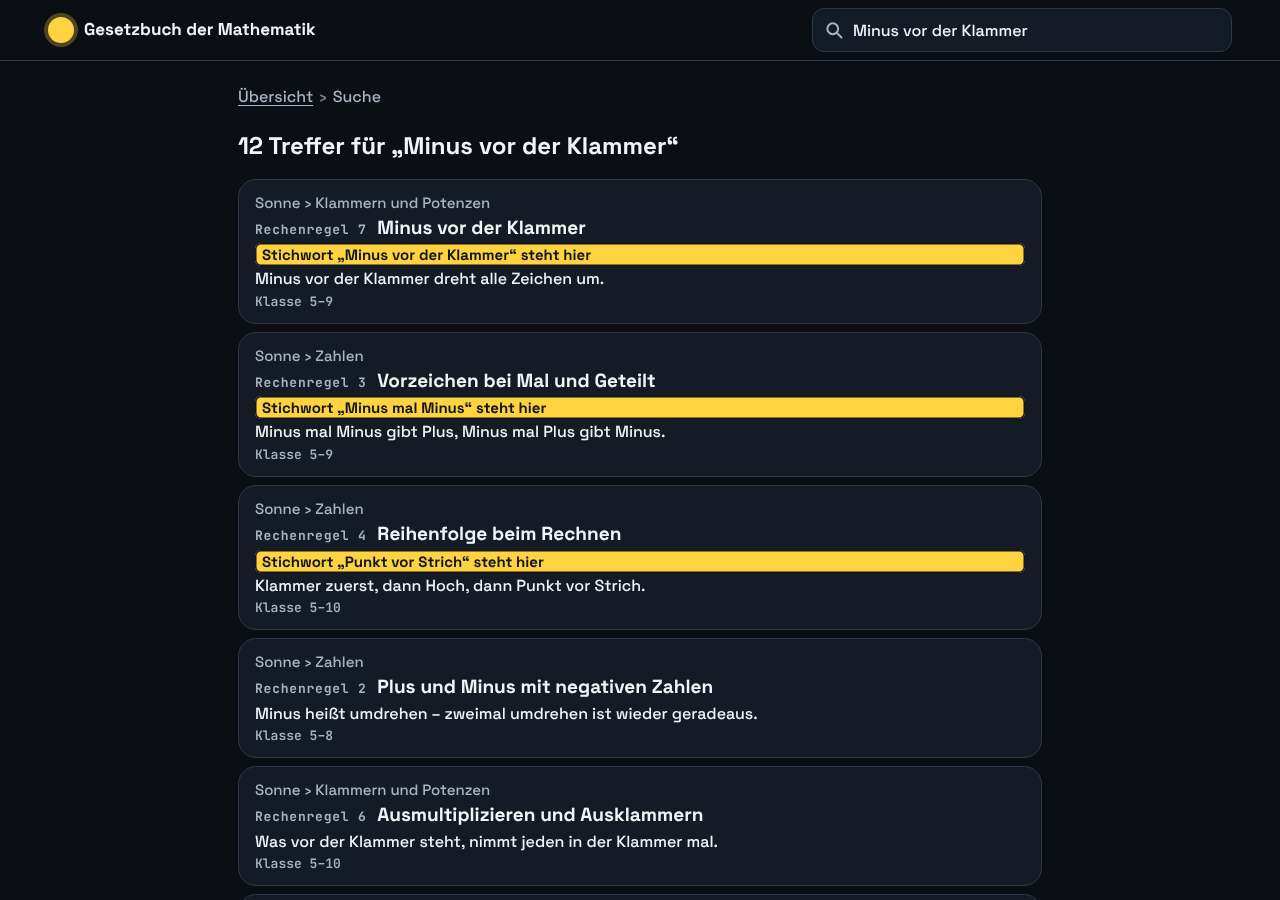 Gesetzbuch der Mathematik
Minus vor der Klammer
Übersicht > Suche
12 Treffer für „Minus vor der Klammer“
Sonne > Klammern und Potenzen
Rechenregel 7 Minus vor der Klammer
Stichwort „Minus vor der Klammer“ steht hier
Minus vor der Klammer dreht alle Zeichen um.
Klasse 5–9
Sonne > Zahlen
Rechenregel 3 Vorzeichen bei Mal und Geteilt
Stichwort „Minus mal Minus“ steht hier
Minus mal Minus gibt Plus, Minus mal Plus gibt Minus.
Klasse 5–9
Sonne > Zahlen
Rechenregel 4 Reihenfolge beim Rechnen
Stichwort „Punkt vor Strich“ steht hier
Klammer zuerst, dann Hoch, dann Punkt vor Strich.
Klasse 5–10
Sonne > Zahlen
Rechenregel 2 Plus und Minus mit negativen Zahlen
Minus heißt umdrehen – zweimal umdrehen ist wieder geradeaus.
Klasse 5–8
Sonne > Klammern und Potenzen
Rechenregel 6 Ausmultiplizieren und Ausklammern
Was vor der Klammer steht, nimmt jeden in der Klammer mal.
Klasse 5–10